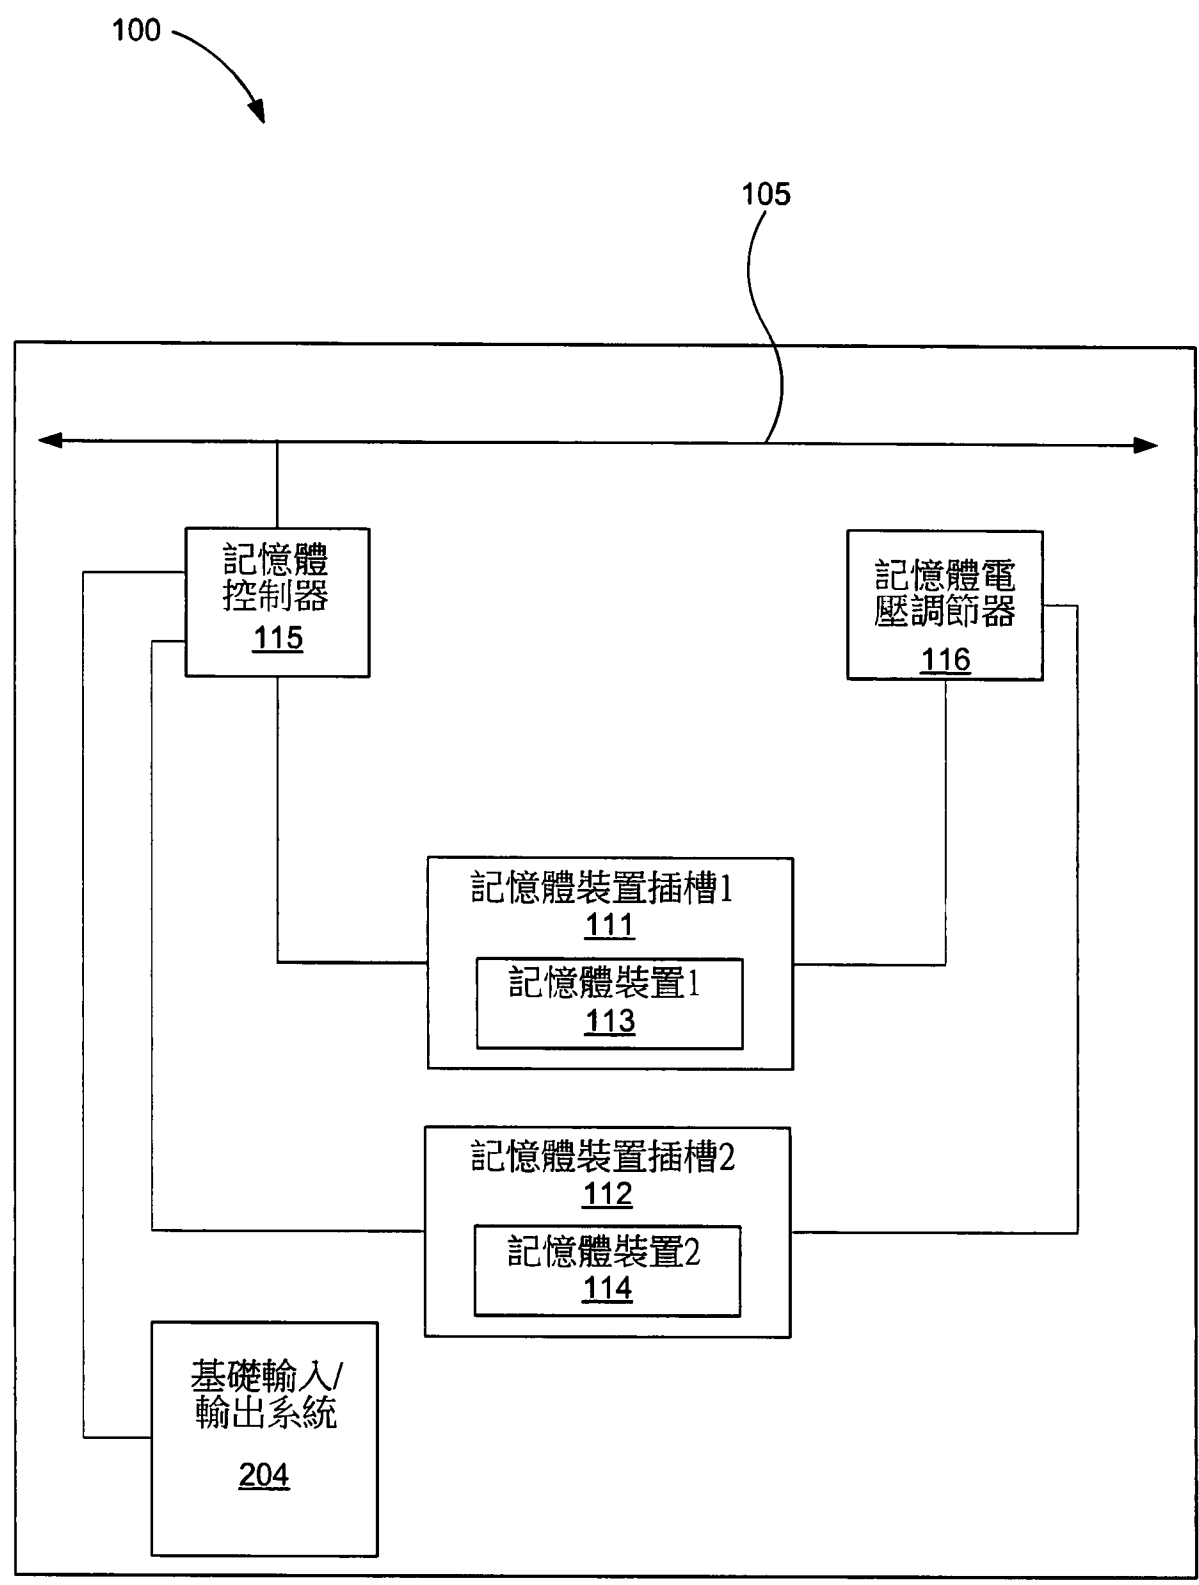 100
105
記憶體
控制器
115
記憶體電
壓調節器
116
記憶體裝置插槽1
111
記憶體裝置1
113
記憶體裝置插槽2
112
記憶體裝置2
114
基礎輸入/
輸出系統
204